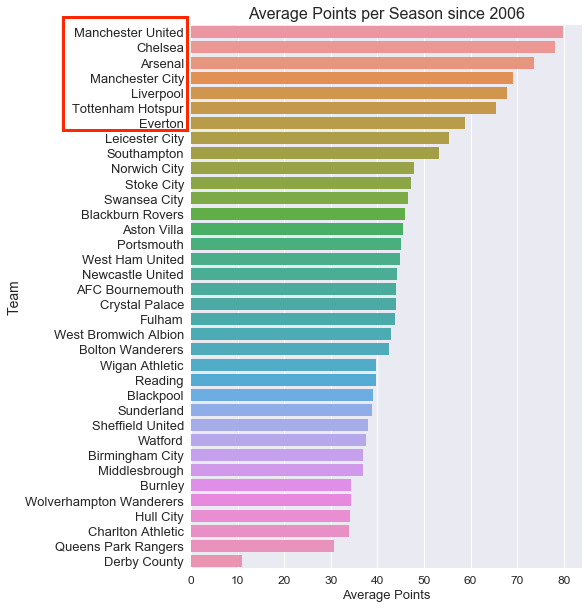 Average Points per Season since 2006
Manchester United
Chelsea
Arsenal
Manchester City
Liverpool
Tottenham Hotspur
Everton
Leicester City
Southampton
Norwich City
Stoke City
Swansea City
Blackburn Rovers
Aston Villa
Portsmouth
West Ham United
Newcastle United
AFC Bournemouth
Crystal Palace
Fulham
West Bromwich Albion
Bolton Wanderers
Wigan Athletic
Reading
Blackpool
Sunderland
Sheffield United
Watford
Birmingham City
Middlesbrough
Burnley
Wolverhampton Wanderers
Hull City
Charlton Athletic
Queens Park Rangers
Derby County
Team
0 10 20 30 40 50 60 70 80
Average Points